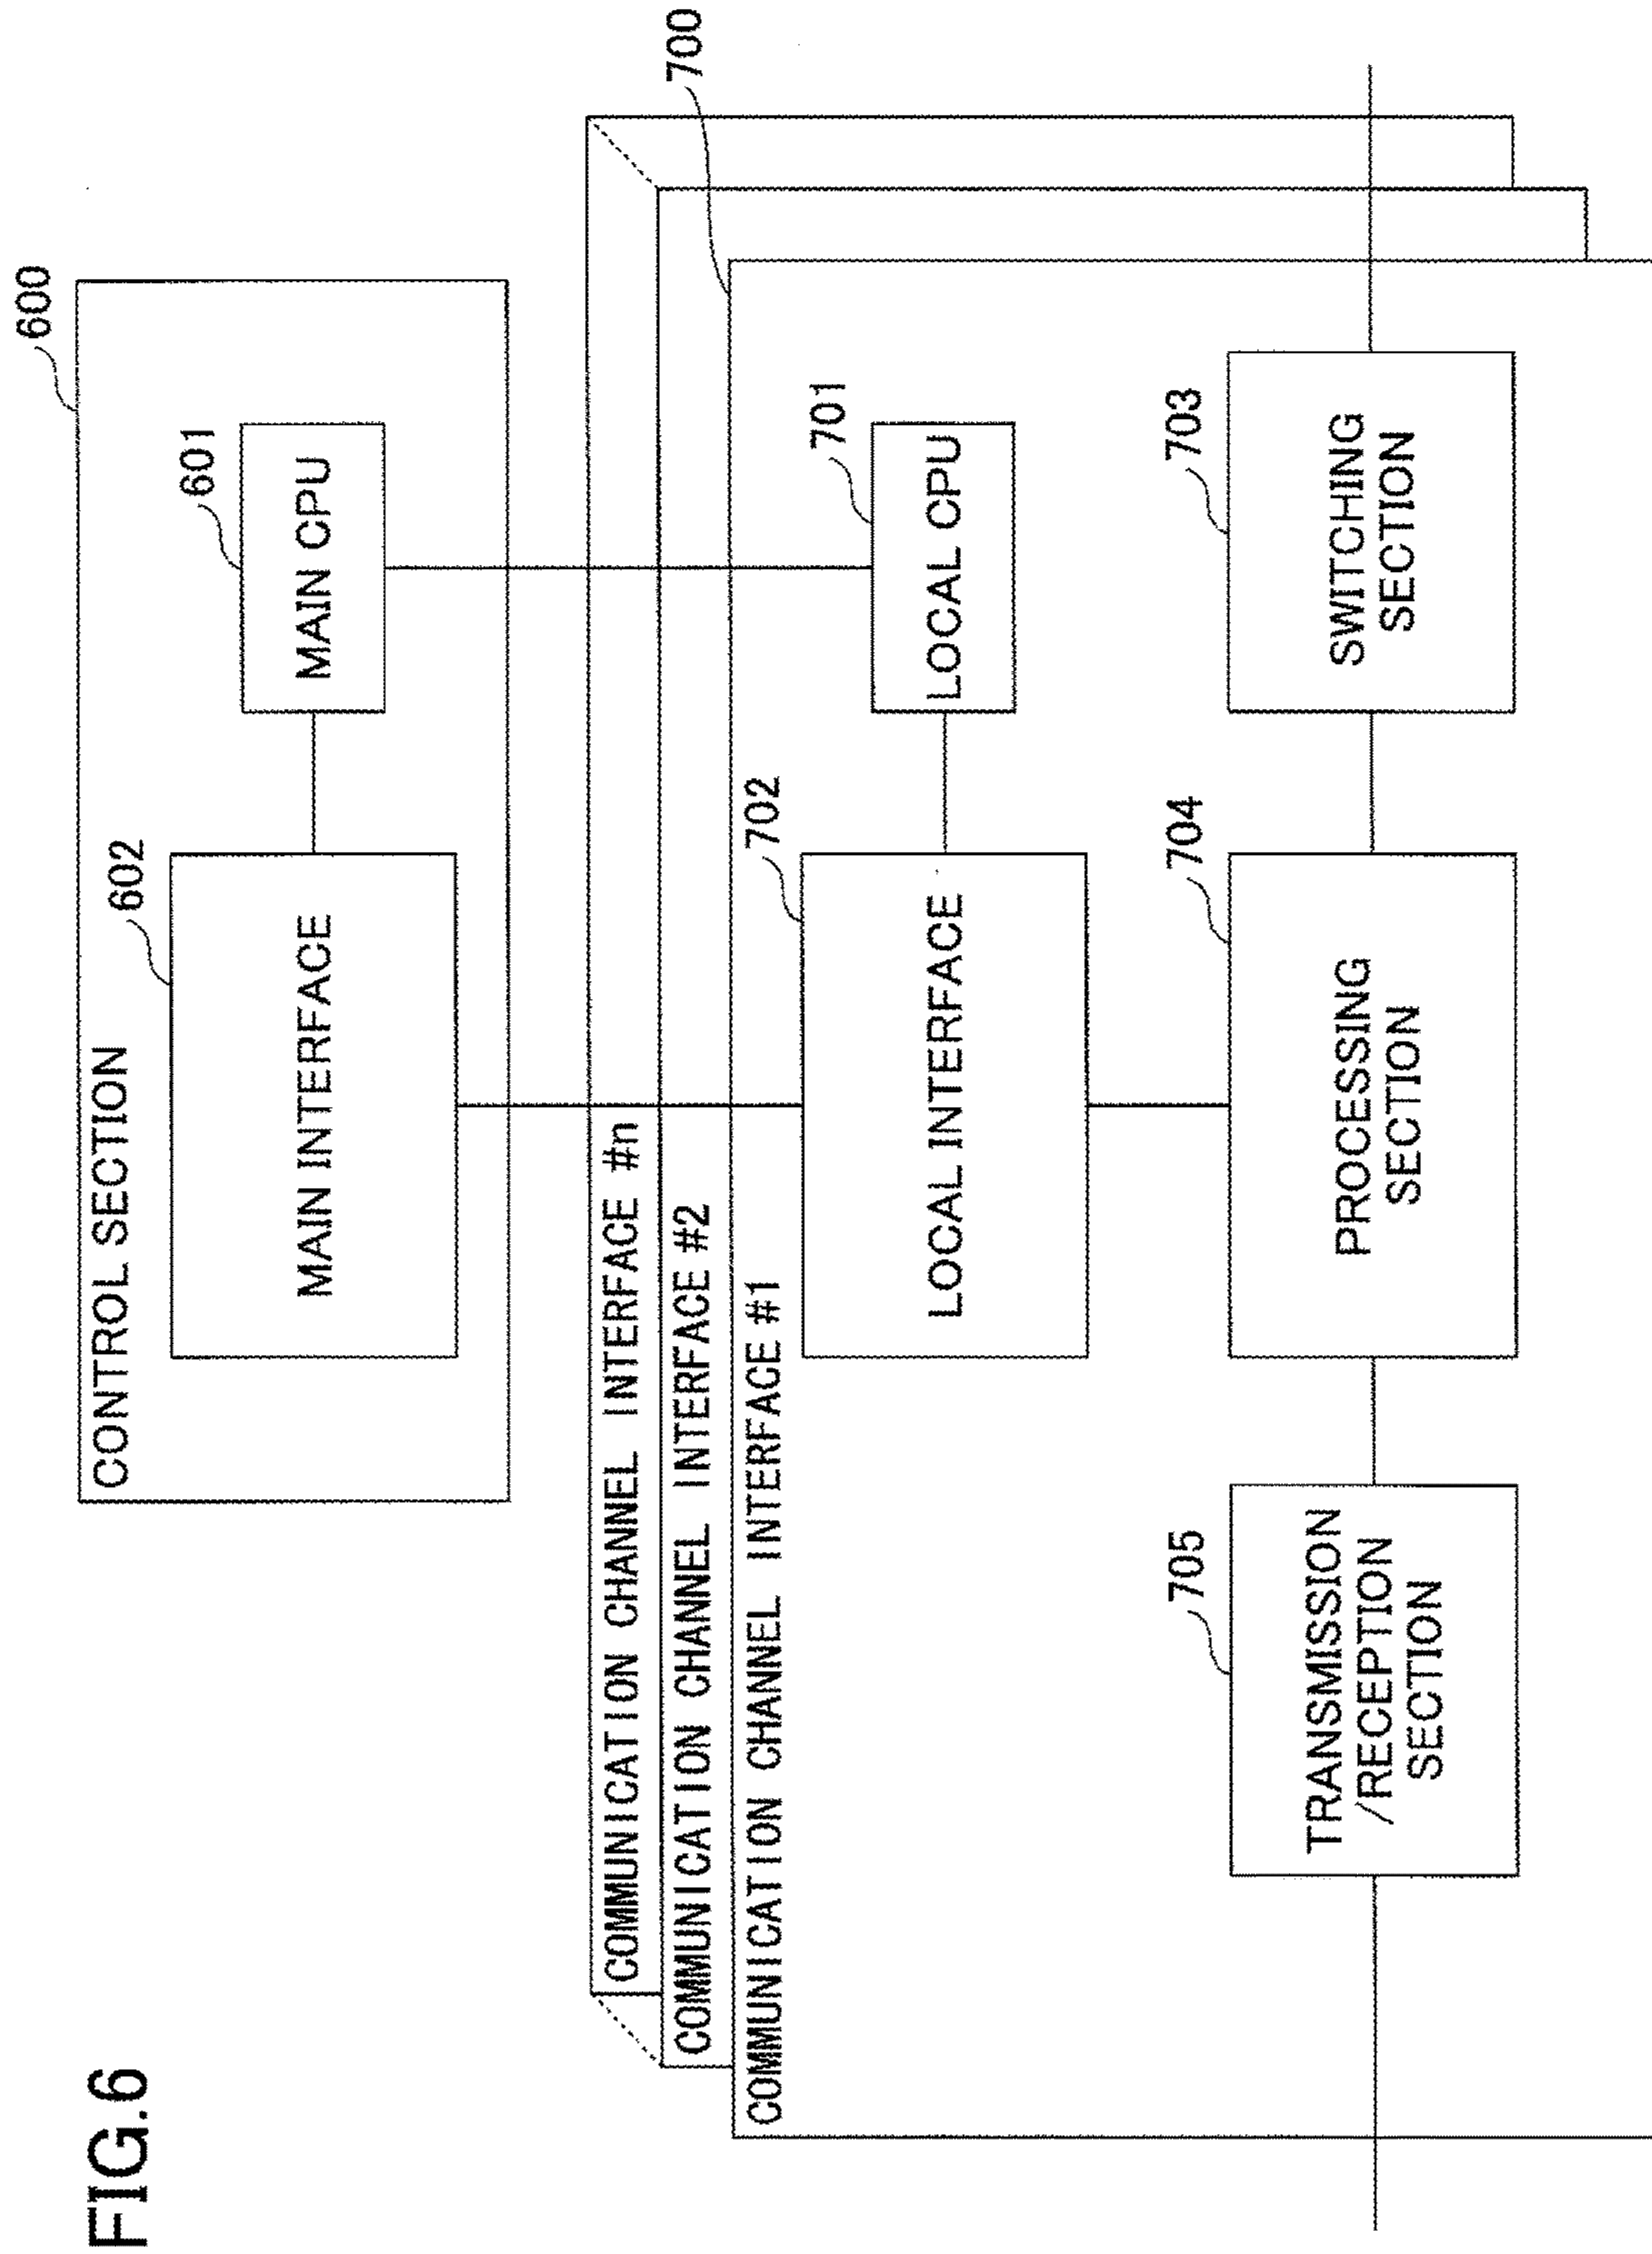 FIG.6
600
CONTROL SECTION
602
MAIN INTERFACE
601
MAIN CPU
700
COMMUNICATION CHANNEL INTERFACE #n
COMMUNICATION CHANNEL INTERFACE #2
COMMUNICATION CHANNEL INTERFACE #1
702
LOCAL INTERFACE
701
LOCAL CPU
705
TRANSMISSION
/RECEPTION
SECTION
704
PROCESSING
SECTION
703
SWITCHING
SECTION